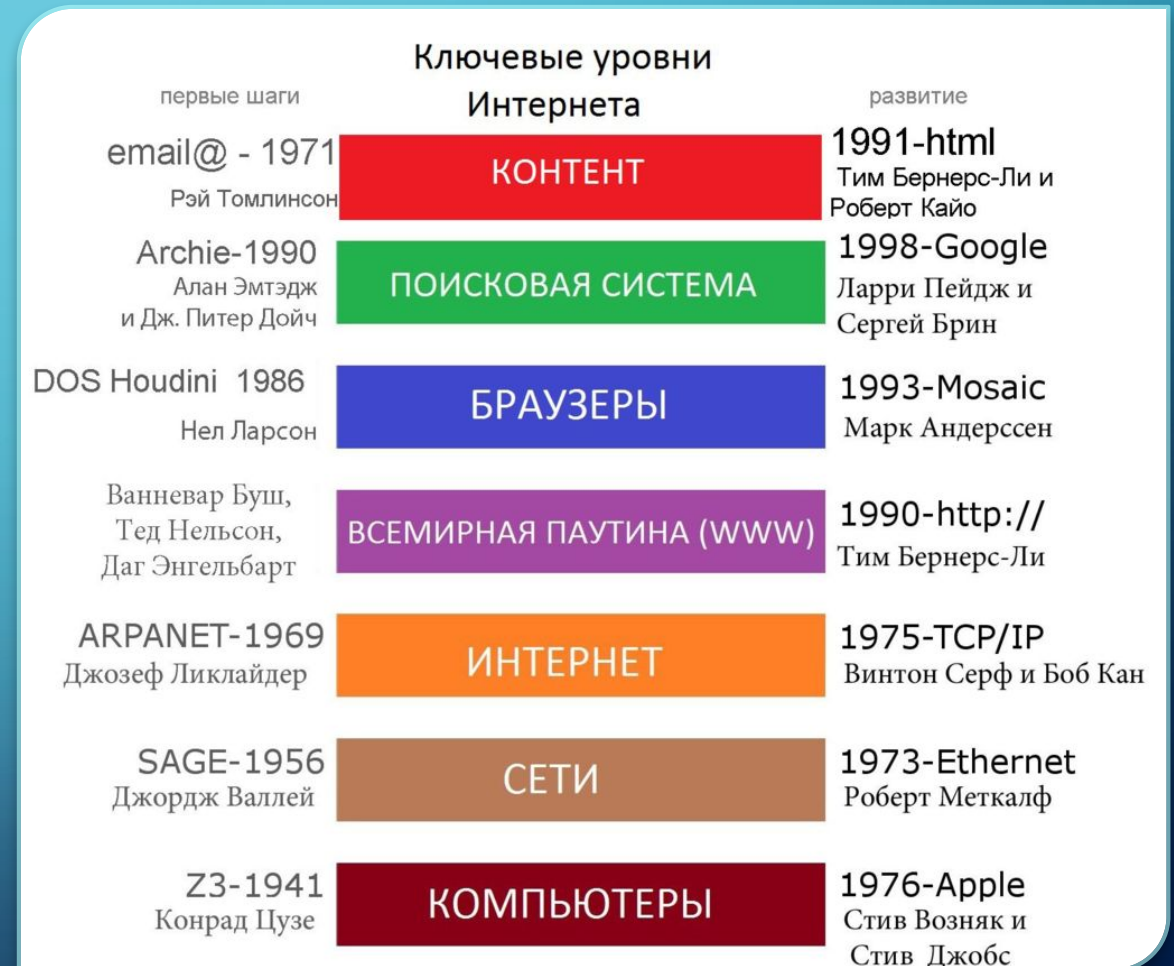 Ключевые уровни
Интернета
первые шаги
развитие
email@ - 1971
Рэй Томлинсон
КОНТЕНТ
1991-html
Тим Бернерс-Ли и
Роберт Кайо
Archie-1990
Алан Эмтэдж
и Дж. Питер Дойч
ПОИСКОВАЯ СИСТЕМА
1998-Google
Ларри Пейдж и
Сергей Брин
DOS Houdini 1986
Нел Ларсон
БРАУЗЕРЫ
1993-Mosaic
Марк Андерссен
Ванневар Буш,
Тед Нельсон,
Даг Энгельбарт
ВСЕМИРНАЯ ПАУТИНА (WWW)
1990-http://
Тим Бернерс-Ли
ARPANET-1969
Джозеф Ликлайдер
ИНТЕРНЕТ
1975-TCP/IP
Винтон Серф и Боб Кан
SAGE-1956
Джордж Валлей
СЕТИ
1973-Ethernet
Роберт Меткалф
Z3-1941
Конрад Цузе
КОМПЬЮТЕРЫ
1976-Apple
Стив Возняк и
Стив Джобс